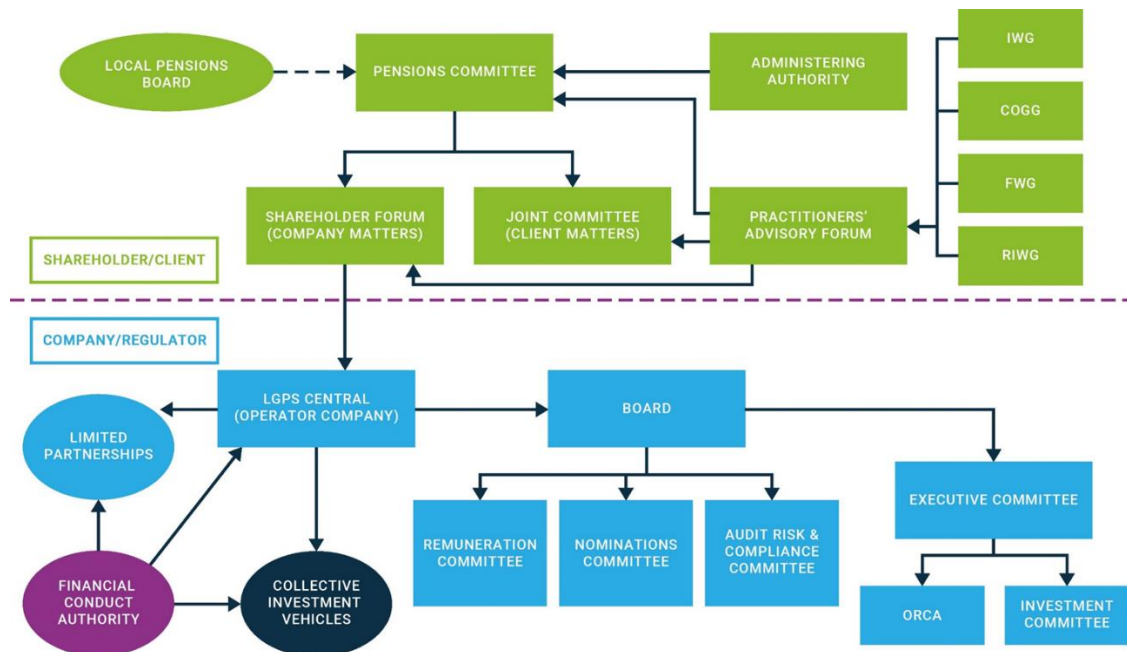 LOCAL PENSIONS
BOARD
PENSIONS COMMITTEE
ADMINISTERING
AUTHORITY
IWG
COGG
FWG
RIWG
SHAREHOLDER FORUM
(COMPANY MATTERS)
JOINT COMMITTEE
(CLIENT MATTERS)
PRACTITIONERS'
ADVISORY FORUM
SHAREHOLDER/CLIENT
COMPANY/REGULATOR
LGPS CENTRAL
(OPERATOR COMPANY)
BOARD
LIMITED
PARTNERSHIPS
EXECUTIVE COMMITTEE
REMUNERATION
COMMITTEE
NOMINATIONS
COMMITTEE
AUDIT RISK &
COMPLIANCE
COMMITTEE
FINANCIAL
CONDUCT
AUTHORITY
COLLECTIVE
INVESTMENT
VEHICLES
ORCA
INVESTMENT
COMMITTEE